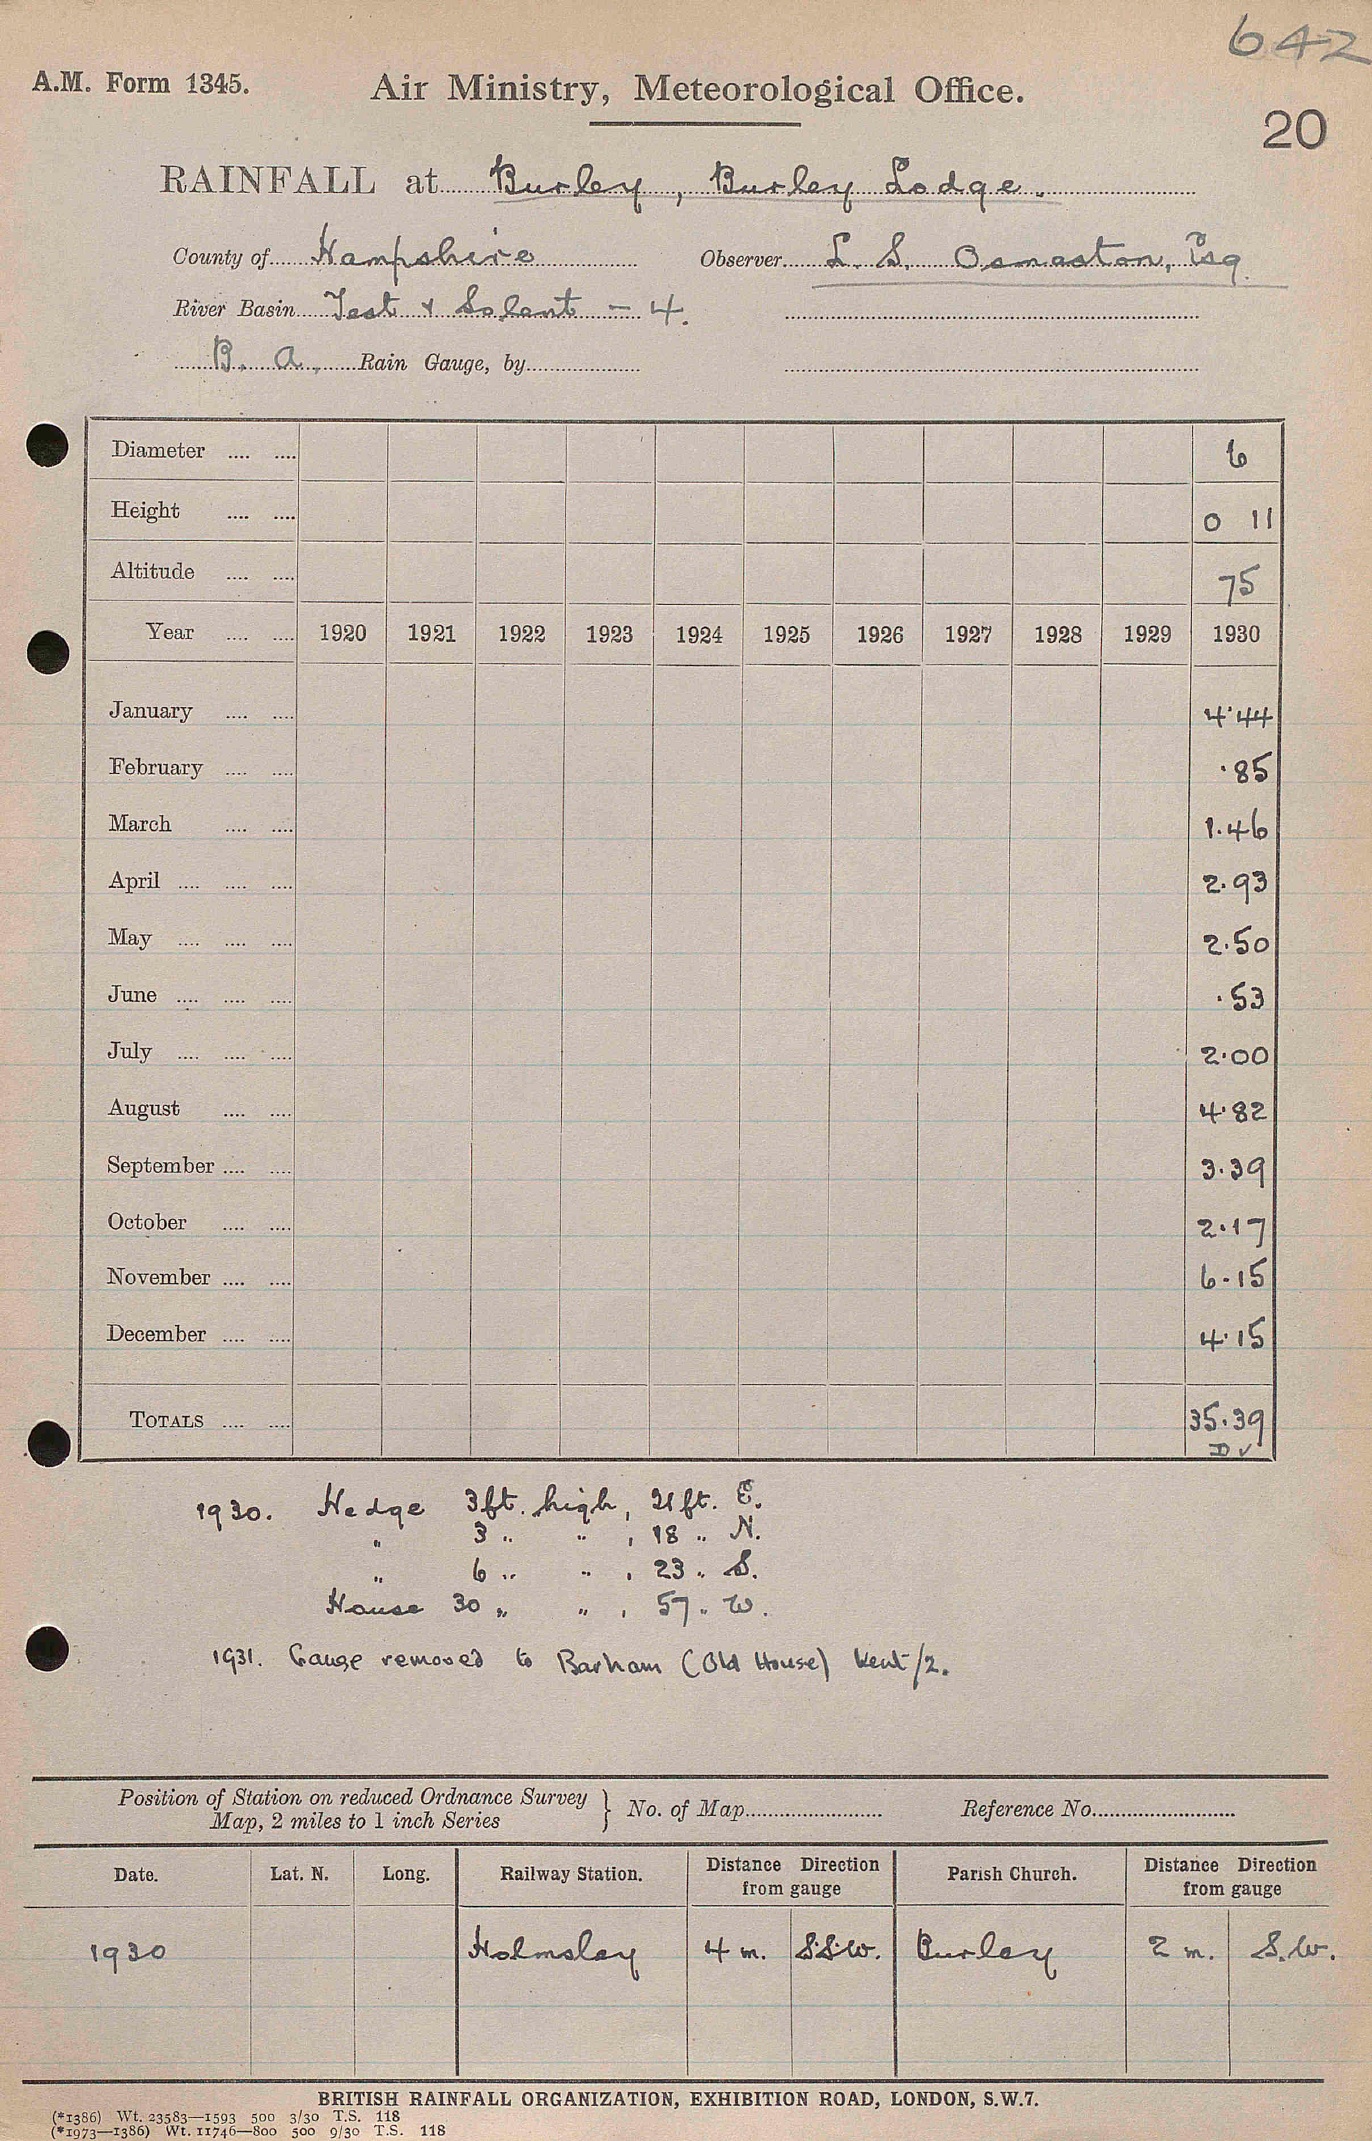 642
A.M. Form 1345. Air Ministry, Meteorological Office.
20
RAINFALL at Burley, Burley Lodge.
County of Hampshire Observer L. S. Osmaston, Esq.
River Basin Test & Solent – 4.
B. A. Rain Gauge, by
Diameter .... .... 6
Height .... .... 0 11
Altitude .... .... 75
Year .... .... 1920 1921 1922 1923 1924 1925 1926 1927 1928 1929 1930
January .... .... 4.44
February .... .... .85
March .... .... 1.46
April .... .... .... 2.93
May .... .... .... 2.50
June .... .... .... .53
July .... .... .... 2.00
August .... .... 4.82
September .... .... 3.39
October .... .... 2.17
November .... .... 6.15
December .... .... 4.15
TOTALS .... .... 35.39
D ✓
1930. Hedge 3 ft. high, 21 ft. E.
" 3 " " , 18 " N.
" 6 " " , 23 " S.
House 30 " " , 57 " W.
1931. Gauge removed to Barham (Old House) Kent/2.
Position of Station on reduced Ordnance Survey
Map, 2 miles to 1 inch Series } No. of Map Reference No.
Date. Lat. N. Long. Railway Station. Distance Direction from gauge Parish Church. Distance Direction from gauge
1930 Holmsley 4 m. S.S.W. Burley 2 m. S.W.
BRITISH RAINFALL ORGANIZATION, EXHIBITION ROAD, LONDON, S.W.7.
(*1386) Wt. 23583—1593 500 3/30 T.S. 118
(*1973—1386) Wt. 11746—800 500 9/30 T.S. 118